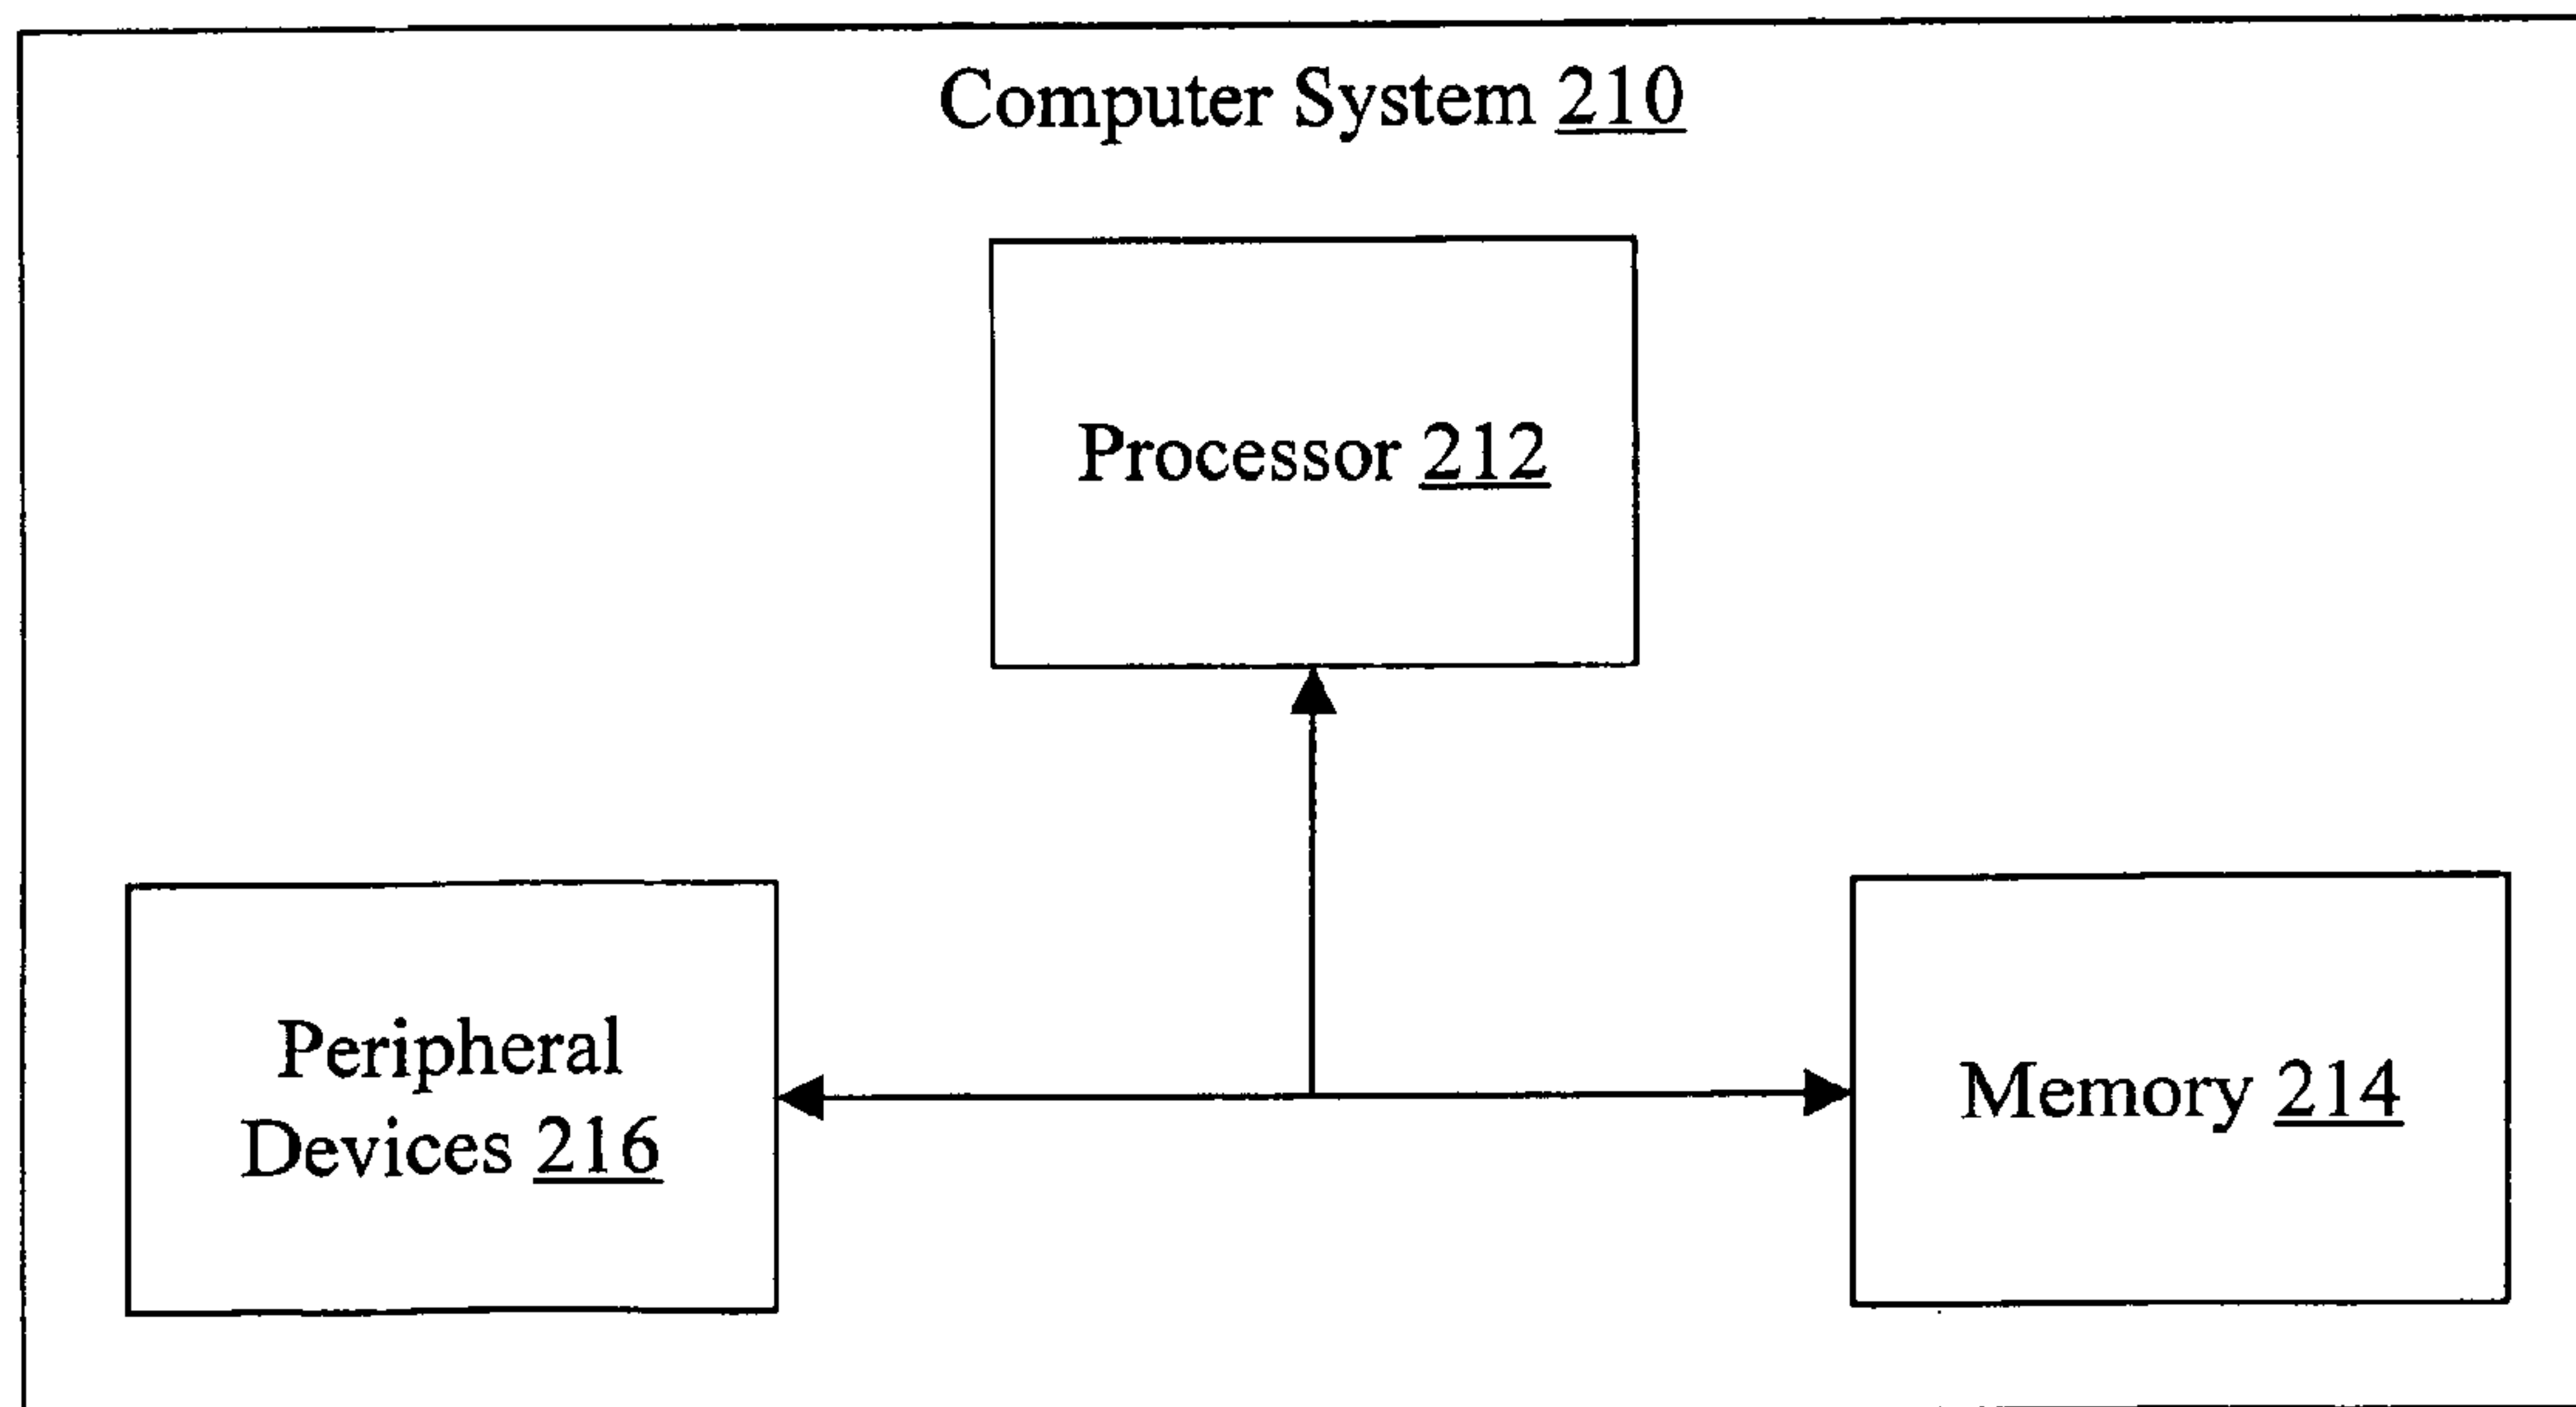 Computer System 210
Processor 212
Peripheral
Devices 216
Memory 214